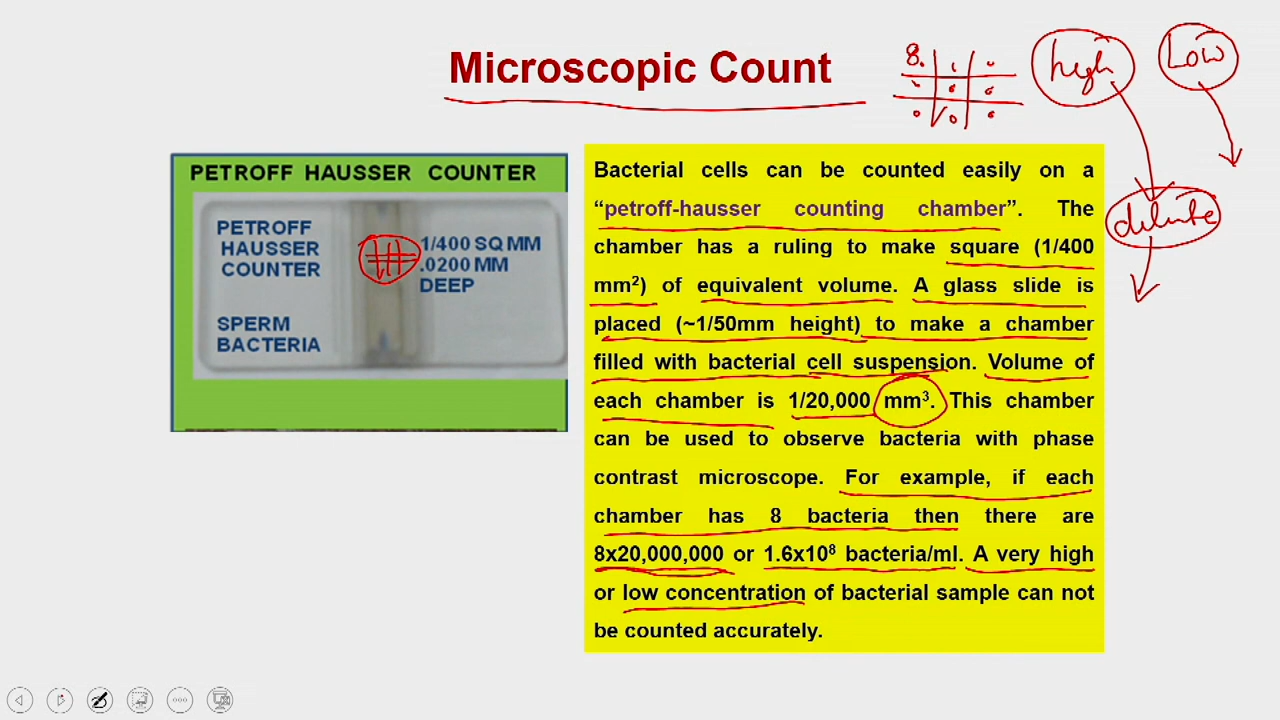 Microscopic Count
8.
high
Low
dilute
PETROFF HAUSSER COUNTER
PETROFF
HAUSSER
COUNTER
1/400 SQ MM
.0200 MM
DEEP
SPERM
BACTERIA
Bacterial cells can be counted easily on a
“petroff-hausser counting chamber”. The
chamber has a ruling to make square (1/400
mm²) of equivalent volume. A glass slide is
placed (~1/50mm height) to make a chamber
filled with bacterial cell suspension. Volume of
each chamber is 1/20,000 mm³. This chamber
can be used to observe bacteria with phase
contrast microscope. For example, if each
chamber has 8 bacteria then there are
8x20,000,000 or 1.6x10⁸ bacteria/ml. A very high
or low concentration of bacterial sample can not
be counted accurately.